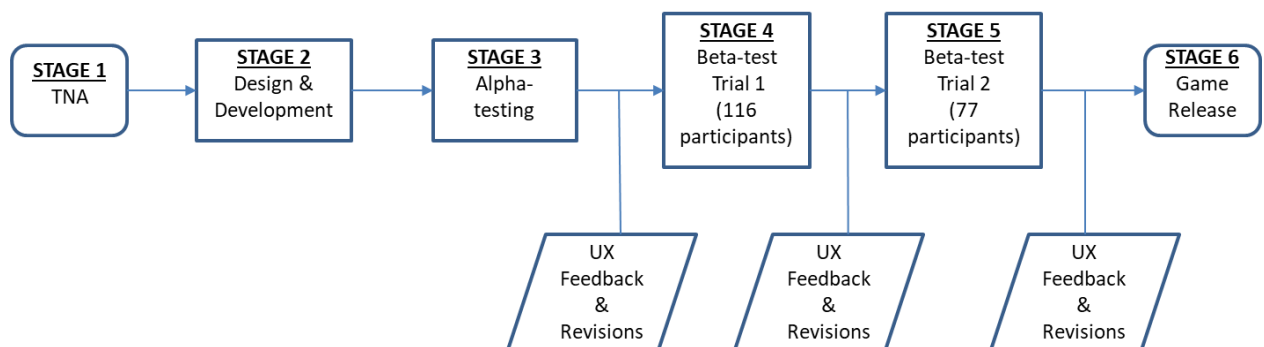 STAGE 1
TNA
STAGE 2
Design &
Development
STAGE 3
Alpha-
testing
STAGE 4
Beta-test
Trial 1
(116
participants)
STAGE 5
Beta-test
Trial 2
(77
participants)
STAGE 6
Game
Release
UX
Feedback
&
Revisions
UX
Feedback
&
Revisions
UX
Feedback
&
Revisions